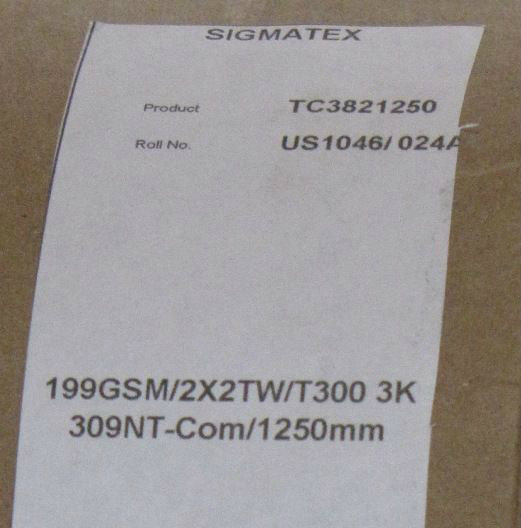 SIGMATEX
Product TC3821250
Roll No. US1046/ 024A
199GSM/2X2TW/T300 3K
309NT-Com/1250mm